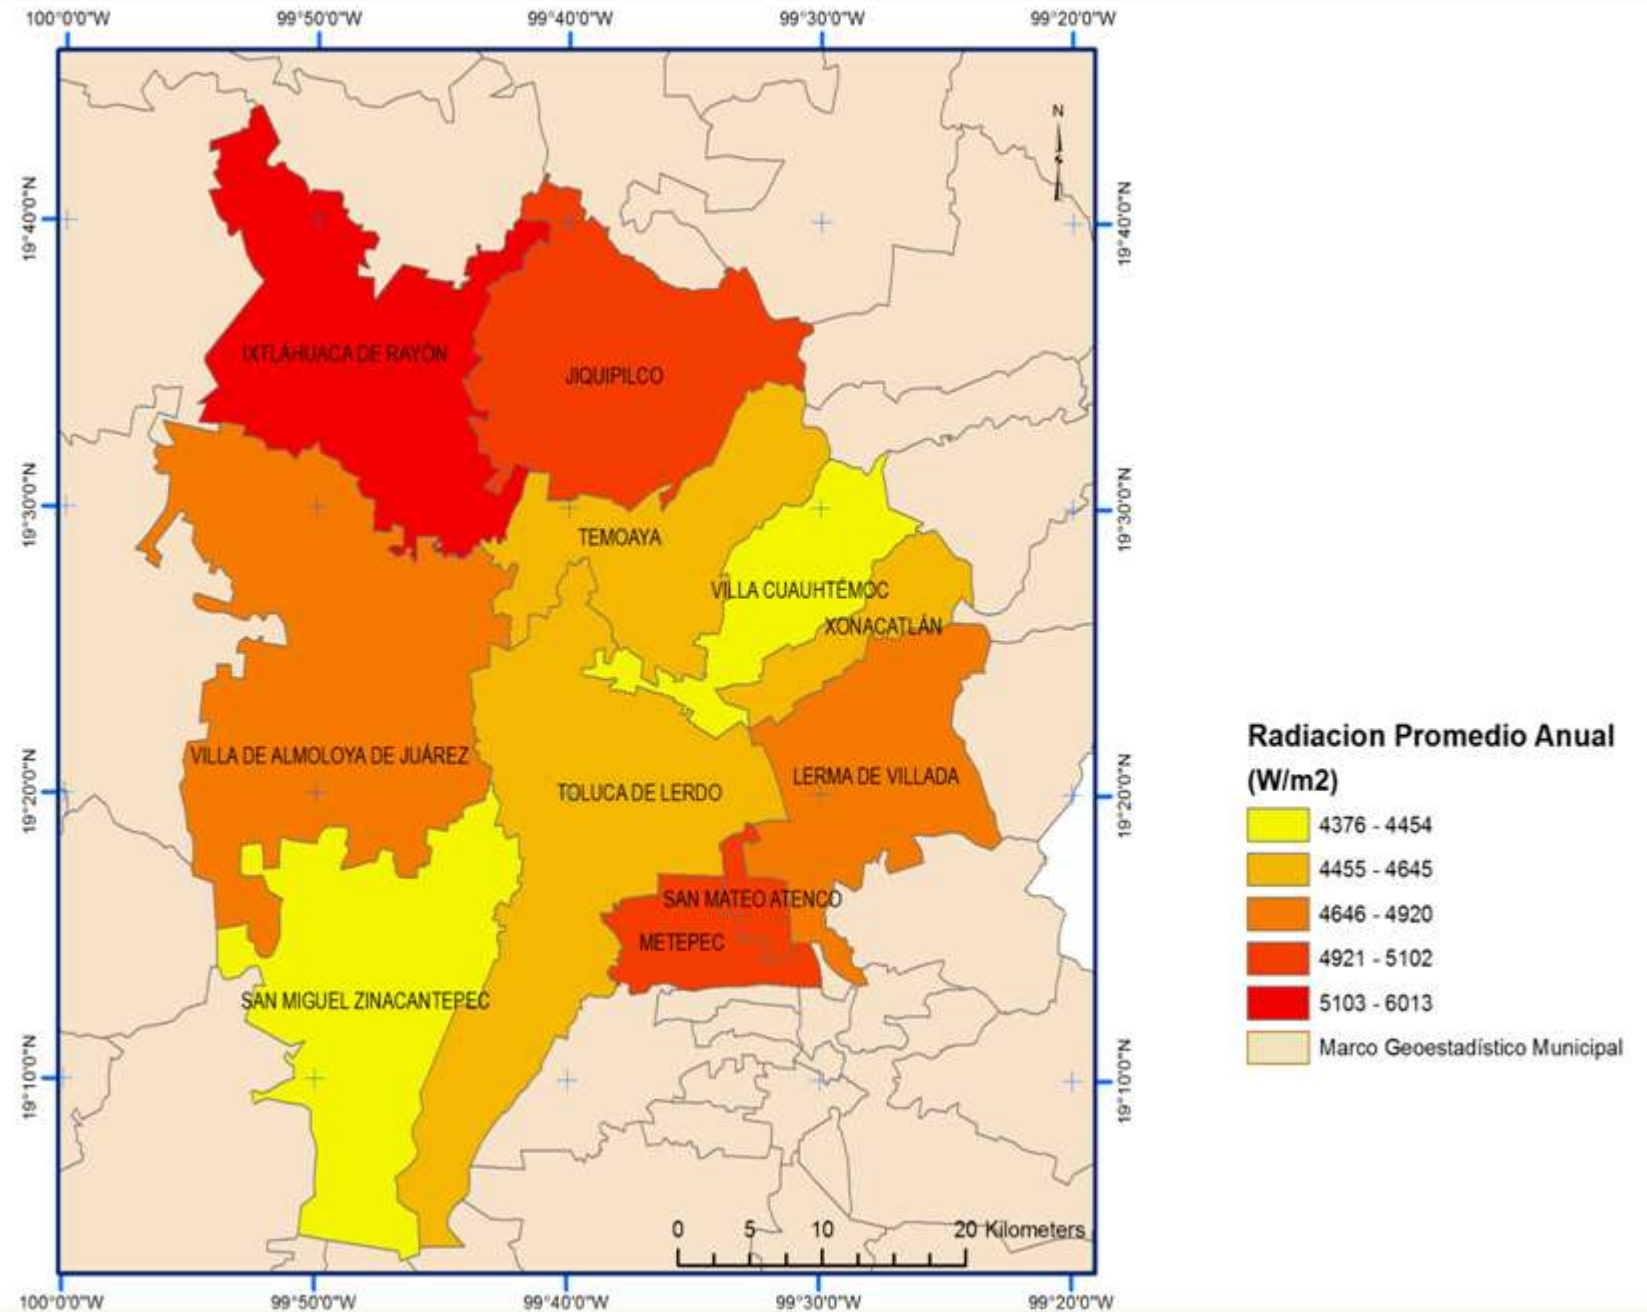 100°0'0"W 99°50'0"W 99°40'0"W 99°30'0"W 99°20'0"W
N
19°40'0"N 19°40'0"N
IXTLAHUACA DE RAYÓN
JIQUIPILCO
19°30'0"N 19°30'0"N
TEMOAYA
VILLA CUAUHTÉMOC
XONACATLÁN
VILLA DE ALMOLOYA DE JUÁREZ
LERMA DE VILLADA
TOLUCA DE LERDO
19°20'0"N 19°20'0"N
SAN MATEO ATENCO
METEPEC
SAN MIGUEL ZINACANTEPEC
19°10'0"N 19°10'0"N
0 5 10 20 Kilometers
100°0'0"W 99°50'0"W 99°40'0"W 99°30'0"W 99°20'0"W
Radiacion Promedio Anual
(W/m2)
4376 - 4454
4455 - 4645
4646 - 4920
4921 - 5102
5103 - 6013
Marco Geoestadístico Municipal